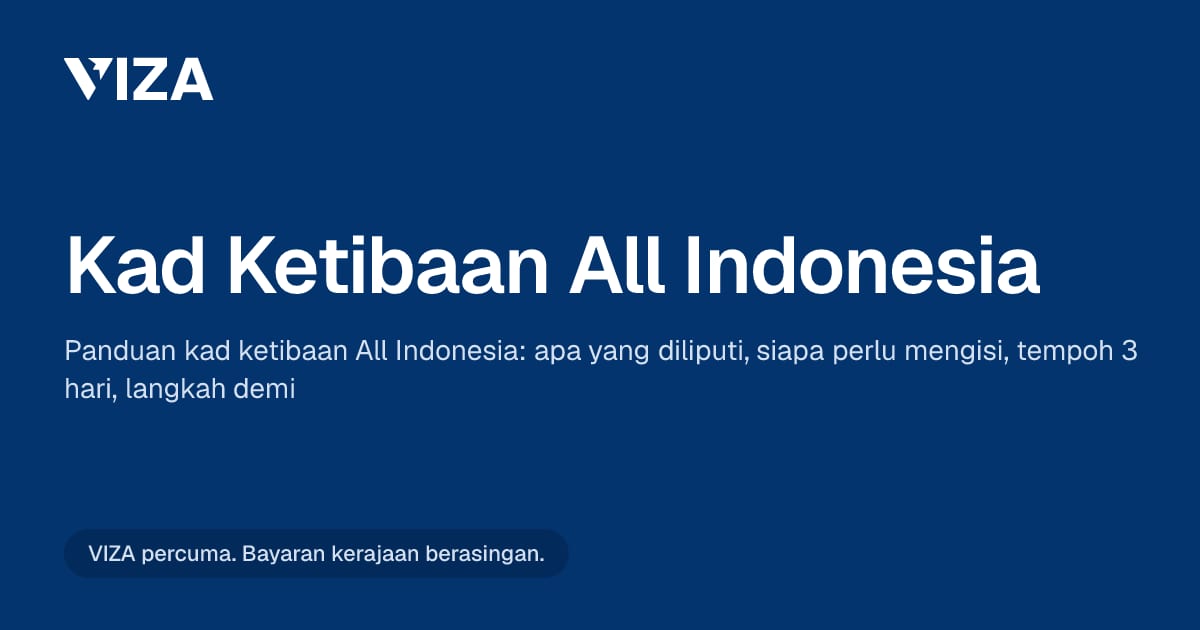 VIZA
Kad Ketibaan All Indonesia
Panduan kad ketibaan All Indonesia: apa yang diliputi, siapa perlu mengisi, tempoh 3
hari, langkah demi
VIZA percuma. Bayaran kerajaan berasingan.